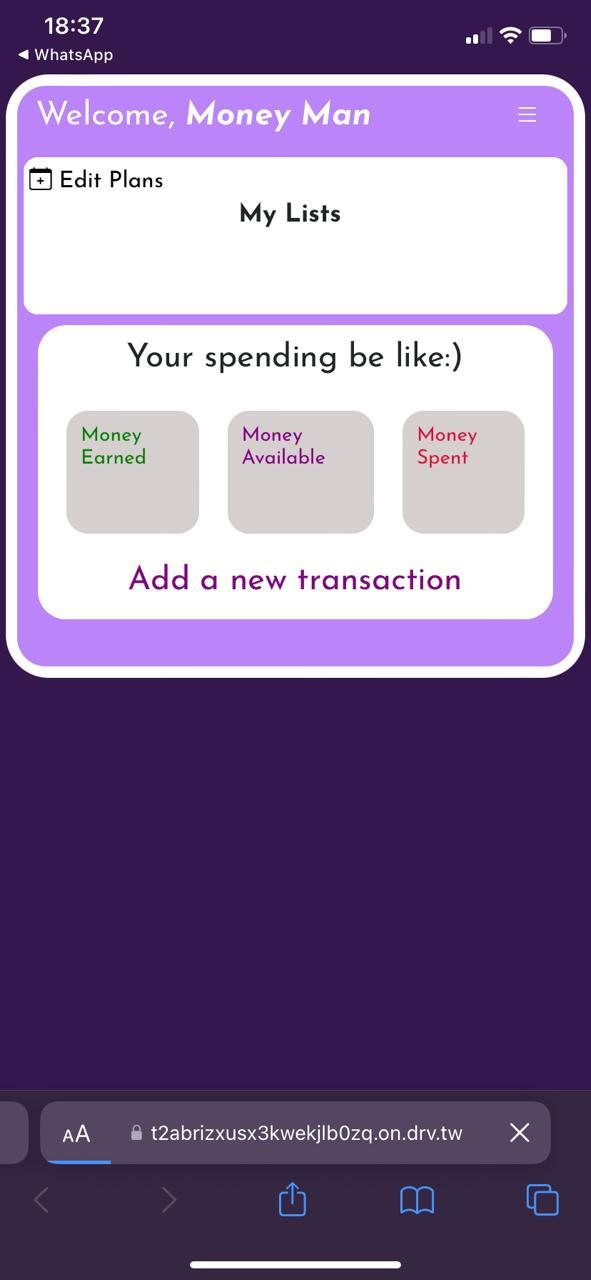 18:37
◀ WhatsApp
Welcome, Money Man
Edit Plans
My Lists
Your spending be like:)
Money
Earned
Money
Available
Money
Spent
Add a new transaction
AA
t2abrizxusx3kwekjlb0zq.on.drv.tw